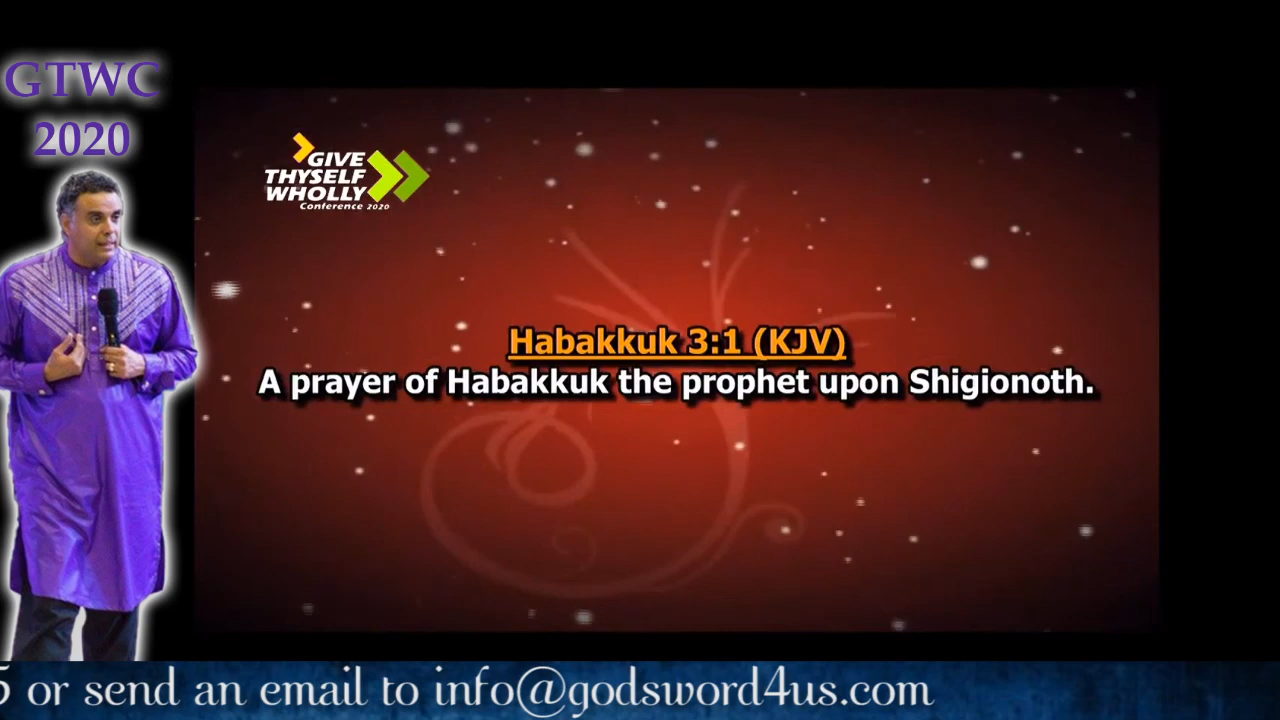 GTWC
2020
GIVE
THYSELF
WHOLLY
Conference 2020
Habakkuk 3:1 (KJV)
A prayer of Habakkuk the prophet upon Shigionoth.
5 or send an email to info@godsword4us.com